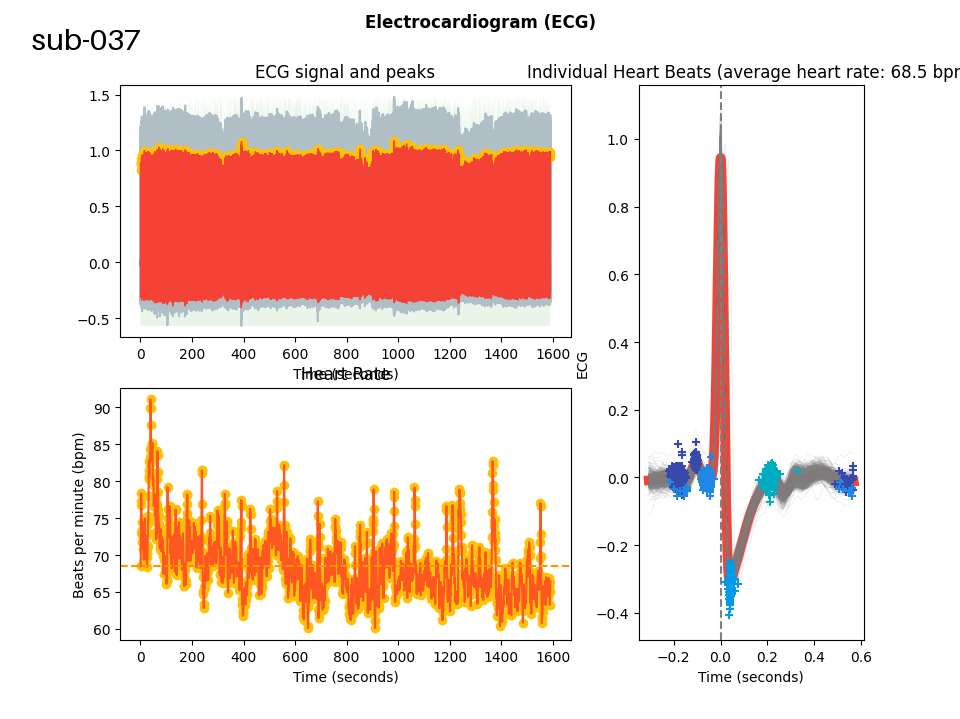 Electrocardiogram (ECG)
sub-037
ECG signal and peaks
1.5
1.0
0.5
0.0
−0.5
0 200 400 600 800 1000 1200 1400 1600
Time (seconds)
Heart Rate
Beats per minute (bpm)
90
85
80
75
70
65
60
0 200 400 600 800 1000 1200 1400 1600
Time (seconds)
Individual Heart Beats (average heart rate: 68.5 bpr
ECG
1.0
0.8
0.6
0.4
0.2
0.0
−0.2
−0.4
−0.2 0.0 0.2 0.4 0.6
Time (seconds)